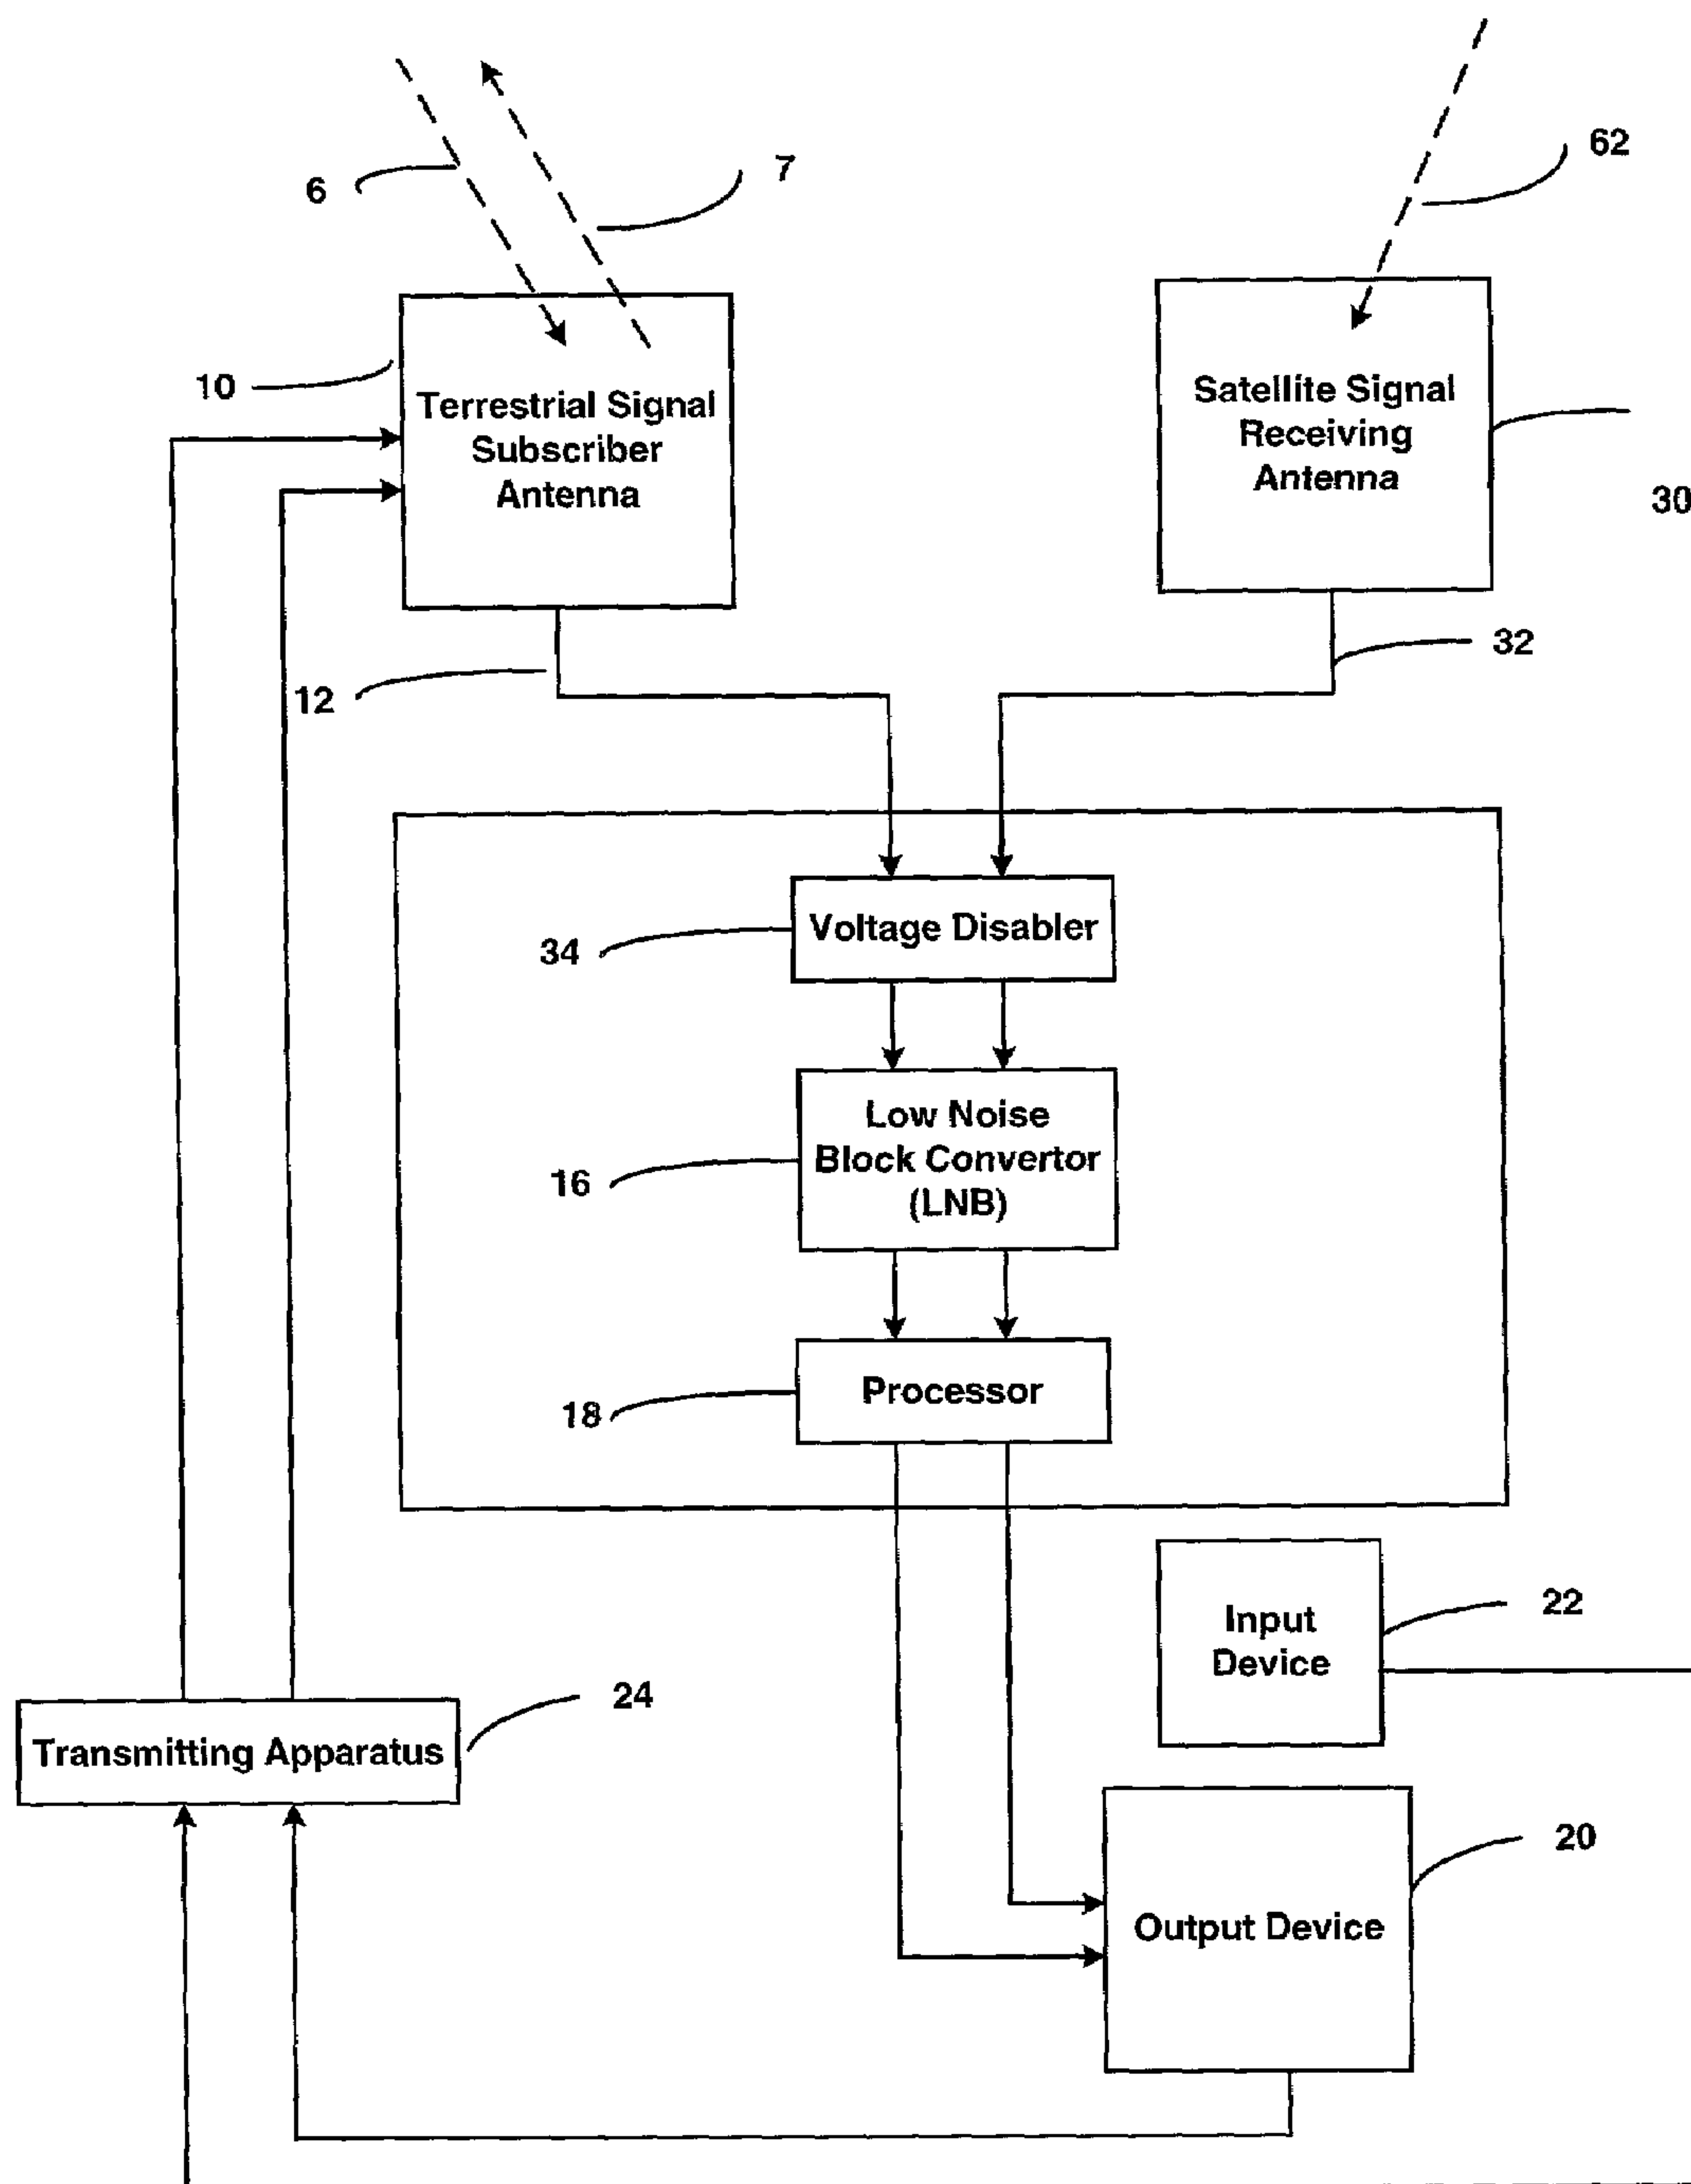 62
7
6
10
Terrestrial Signal
Subscriber
Antenna
Satellite Signal
Receiving
Antenna
30
32
12
Voltage Disabler
34
Low Noise
Block Convertor
(LNB)
16
Processor
18
Input
Device
22
24
Transmitting Apparatus
20
Output Device